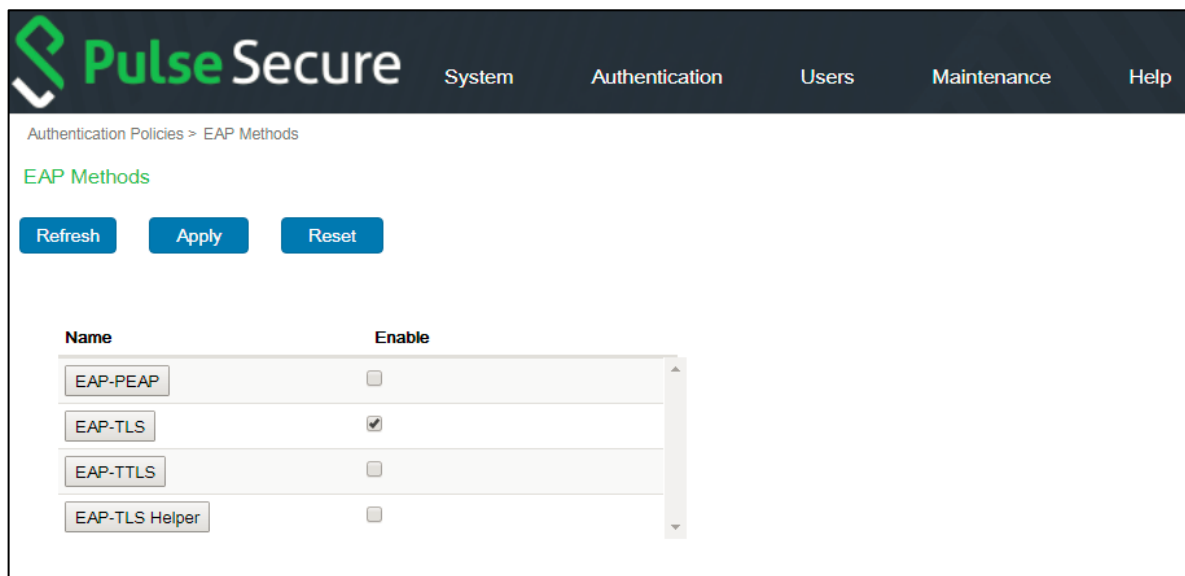 Pulse Secure System Authentication Users Maintenance Help
Authentication Policies > EAP Methods
EAP Methods
Refresh Apply Reset
Name Enable
EAP-PEAP
EAP-TLS
EAP-TTLS
EAP-TLS Helper